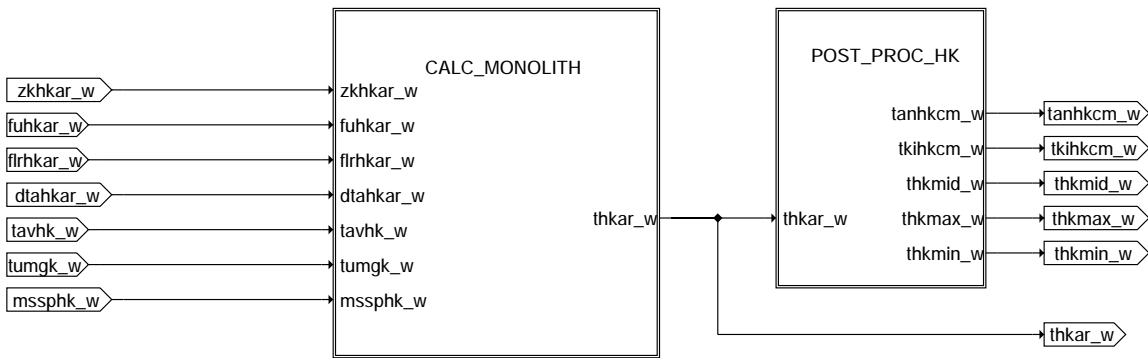 CALC_MONOLITH
POST_PROC_HK
zkhkar_w
zkhkar_w
fuhkar_w
fuhkar_w
flrhkar_w
flrhkar_w
dtahkar_w
dtahkar_w
tavhk_w
tavhk_w
tumgk_w
tumgk_w
mssphk_w
mssphk_w
thkar_w
thkar_w
tanhkcm_w
tanhkcm_w
tkihkcm_w
tkihkcm_w
thkmid_w
thkmid_w
thkmax_w
thkmax_w
thkmin_w
thkmin_w
thkar_w